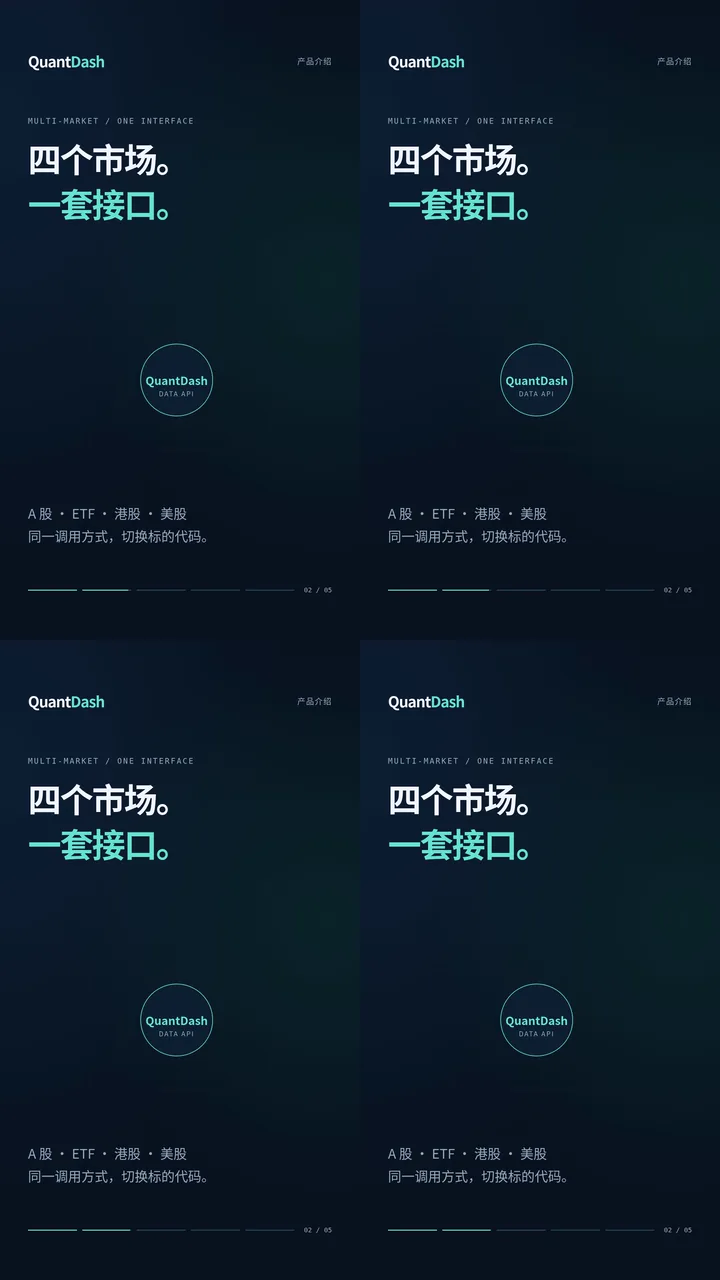 QuantDash
产品介绍
MULTI-MARKET / ONE INTERFACE
四个市场。
一套接口。
QuantDash
DATA API
A 股 · ETF · 港股 · 美股
同一调用方式，切换标的代码。
02 / 05
QuantDash
产品介绍
MULTI-MARKET / ONE INTERFACE
四个市场。
一套接口。
QuantDash
DATA API
A 股 · ETF · 港股 · 美股
同一调用方式，切换标的代码。
02 / 05
QuantDash
产品介绍
MULTI-MARKET / ONE INTERFACE
四个市场。
一套接口。
QuantDash
DATA API
A 股 · ETF · 港股 · 美股
同一调用方式，切换标的代码。
02 / 05
QuantDash
产品介绍
MULTI-MARKET / ONE INTERFACE
四个市场。
一套接口。
QuantDash
DATA API
A 股 · ETF · 港股 · 美股
同一调用方式，切换标的代码。
02 / 05